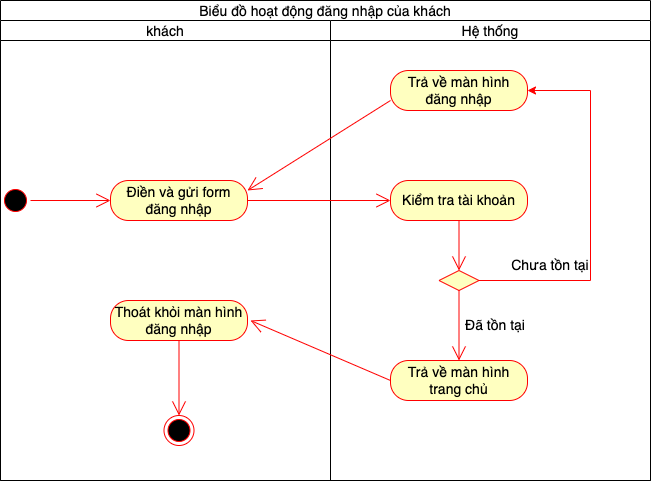 Biểu đồ hoạt động đăng nhập của khách
khách
Hệ thống
Trả về màn hình
đăng nhập
Điền và gửi form
đăng nhập
Kiểm tra tài khoản
Chưa tồn tại
Thoát khỏi màn hình
đăng nhập
Đã tồn tại
Trả về màn hình
trang chủ